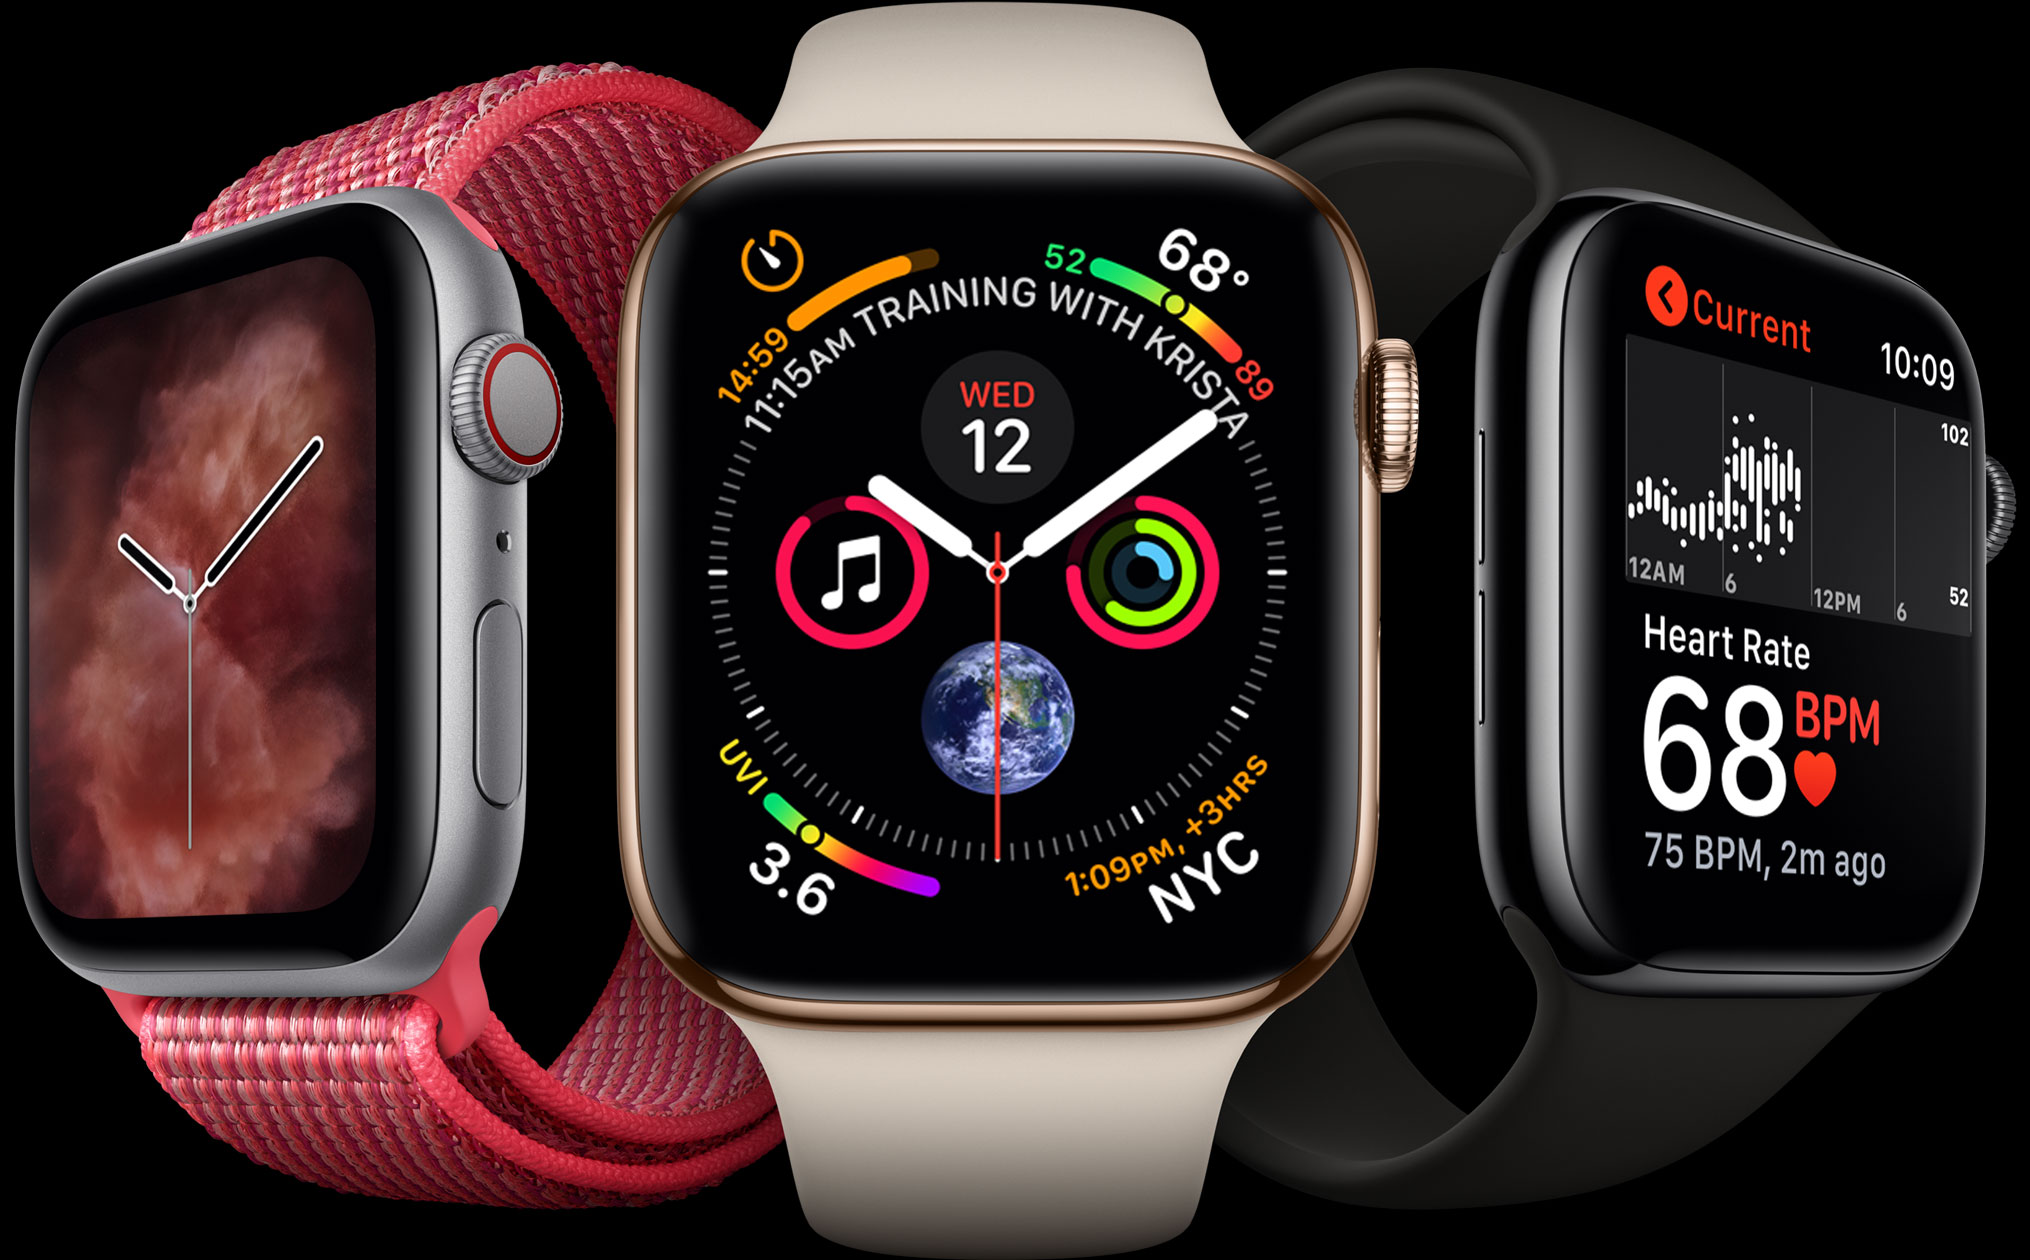 14:59
11:15AM TRAINING WITH KRISTA
52
68°
89
WED
12
UVI
3.6
1:09PM, +3HRS
NYC
Current
10:09
102
12AM
6
12PM
6
52
Heart Rate
68 BPM
75 BPM, 2m ago